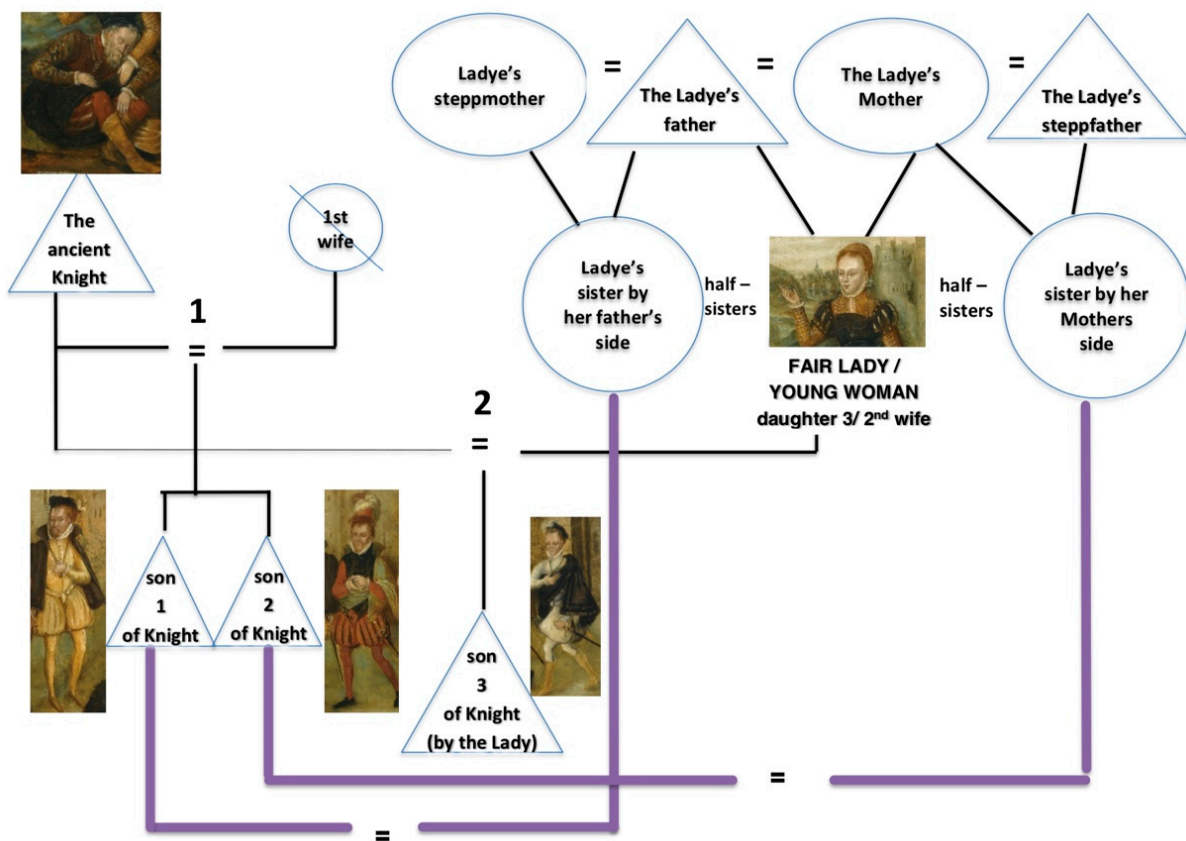 Ladye's
steppmother
=
The Ladye's
father
=
The Ladye's
Mother
=
The Ladye's
steppfather
The
ancient
Knight
1st
wife
1
=
Ladye's
sister by
her father's
side
half –
sisters
half –
sisters
Ladye's
sister by her
Mothers
side
FAIR LADY /
YOUNG WOMAN
daughter 3/ 2nd wife
2
=
son
1
of Knight
son
2
of Knight
son
3
of Knight
(by the Lady)
=
=